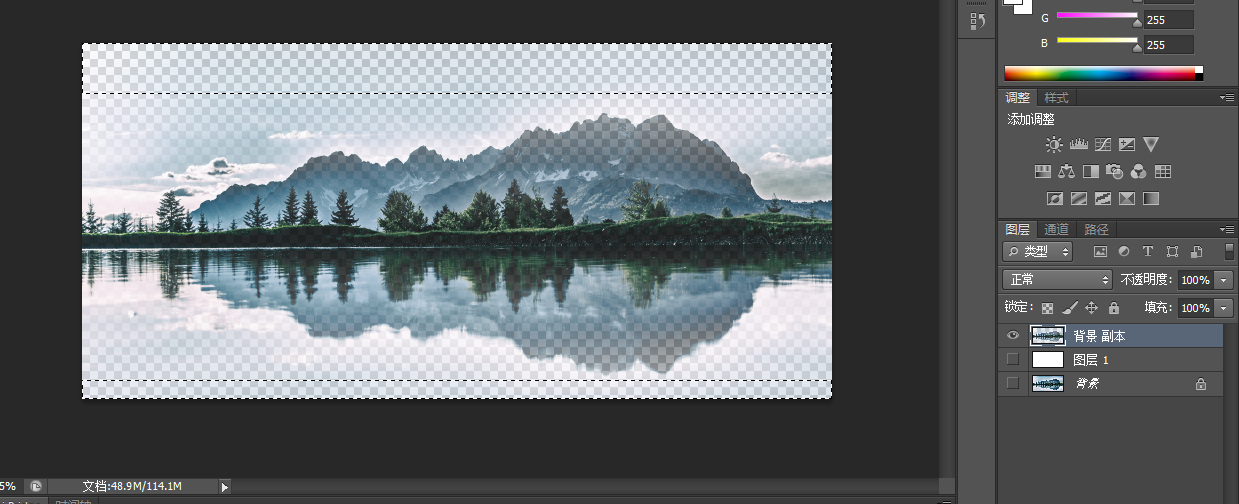 G 255
B 255
调整 样式
添加调整
图层 通道 路径
类型 T
正常 不透明度: 100%
锁定: 填充: 100%
背景 副本
图层 1
背景
5% 文档:48.9M/114.1M